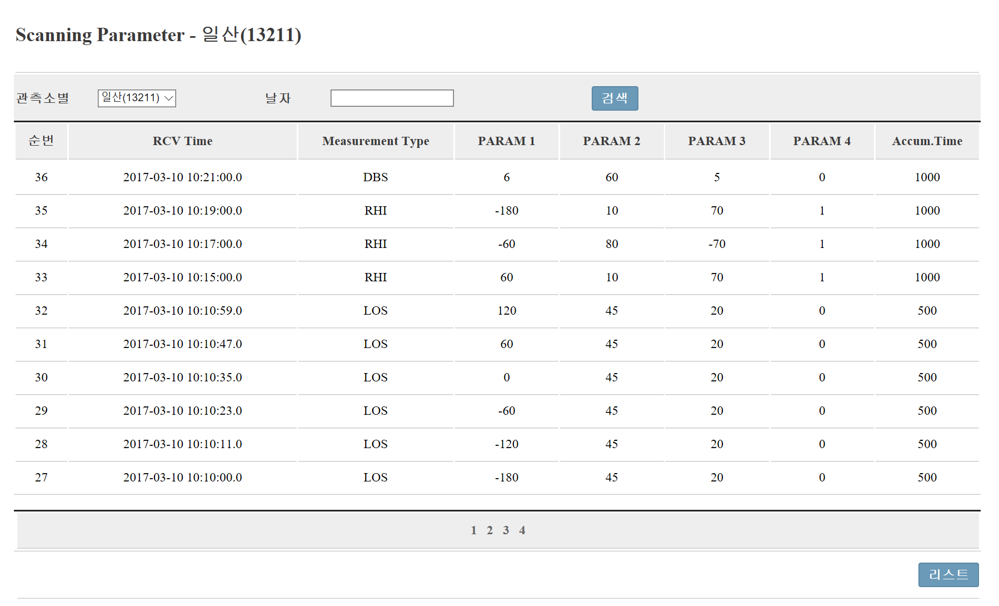 Scanning Parameter - 일산(13211)
관측소별 일산(13211) 날자 검색
순번 RCV Time Measurement Type PARAM 1 PARAM 2 PARAM 3 PARAM 4 Accum.Time
36 2017-03-10 10:21:00.0 DBS 6 60 5 0 1000
35 2017-03-10 10:19:00.0 RHI -180 10 70 1 1000
34 2017-03-10 10:17:00.0 RHI -60 80 -70 1 1000
33 2017-03-10 10:15:00.0 RHI 60 10 70 1 1000
32 2017-03-10 10:10:59.0 LOS 120 45 20 0 500
31 2017-03-10 10:10:47.0 LOS 60 45 20 0 500
30 2017-03-10 10:10:35.0 LOS 0 45 20 0 500
29 2017-03-10 10:10:23.0 LOS -60 45 20 0 500
28 2017-03-10 10:10:11.0 LOS -120 45 20 0 500
27 2017-03-10 10:10:00.0 LOS -180 45 20 0 500
1 2 3 4
리스트